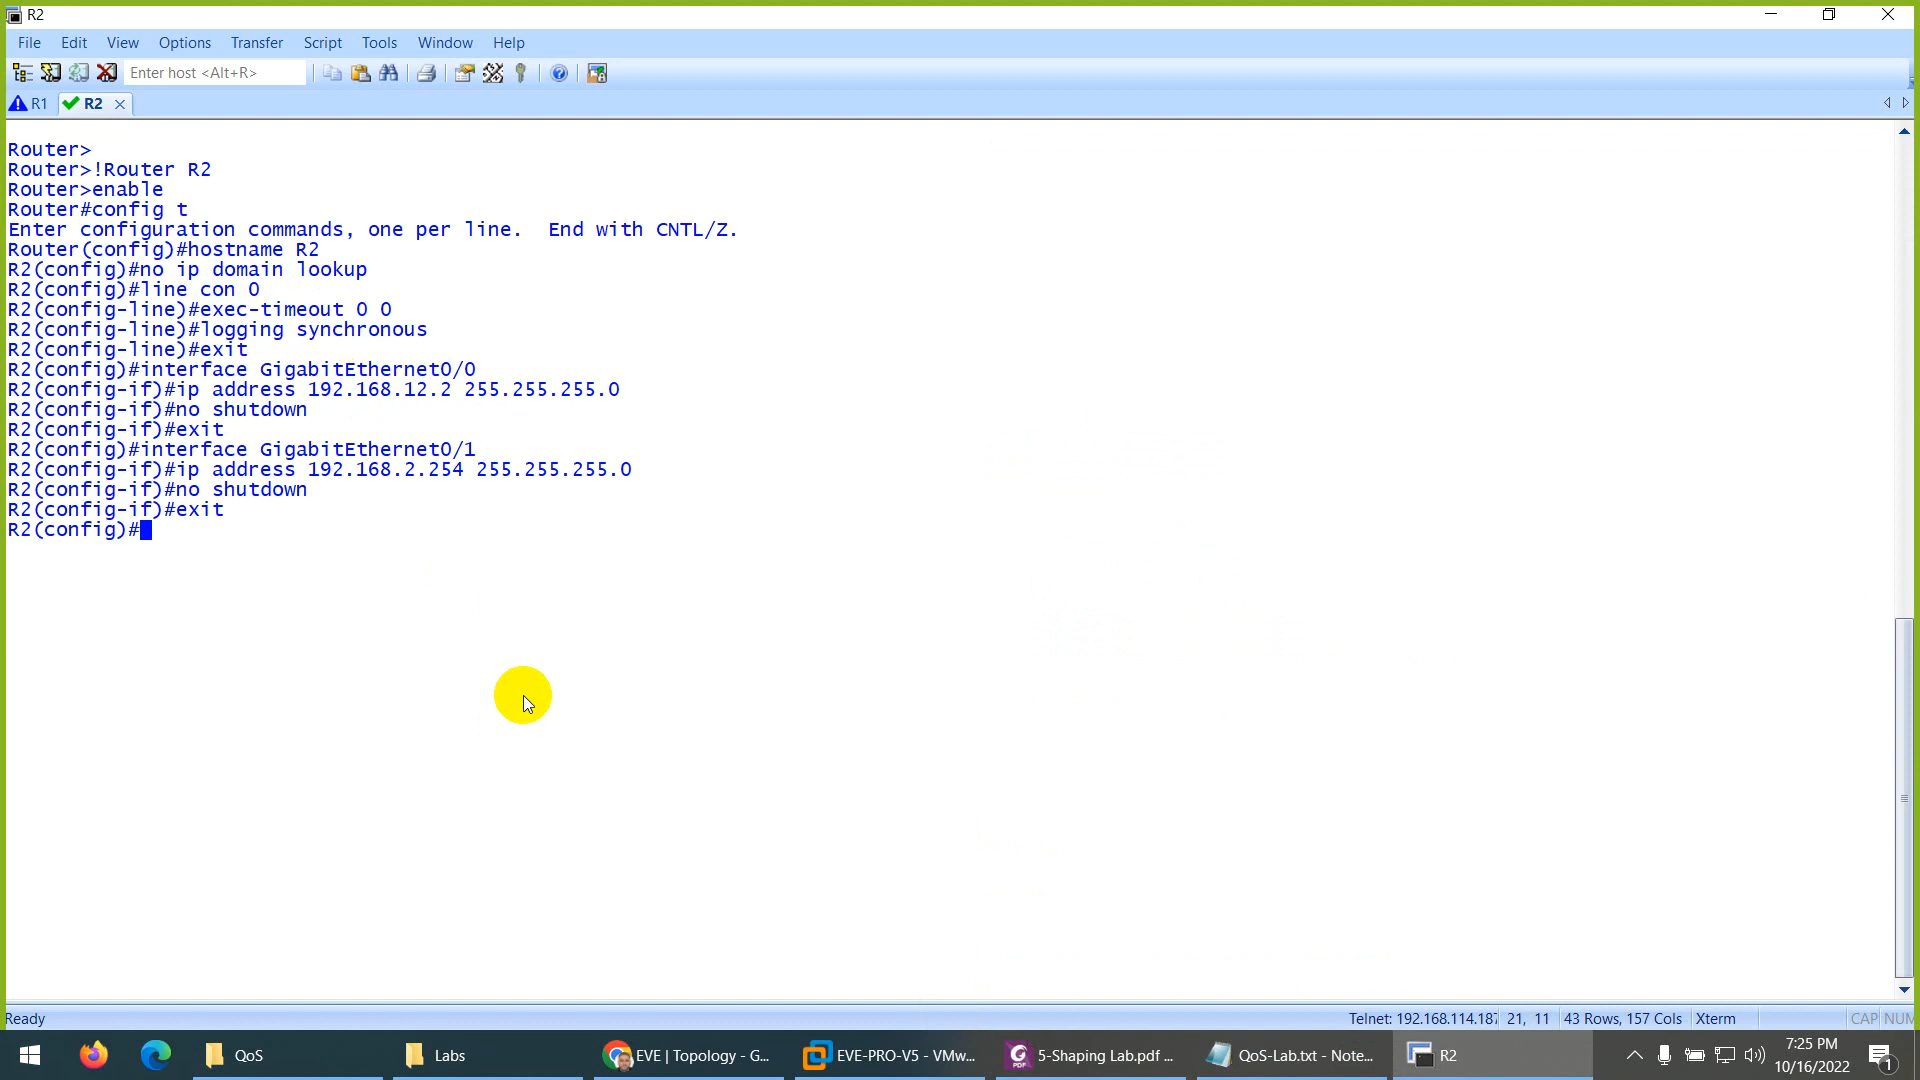 R2
File Edit View Options Transfer Script Tools Window Help
Enter host <Alt+R>
R1 R2
Router>
Router>!Router R2
Router>enable
Router#config t
Enter configuration commands, one per line.  End with CNTL/Z.
Router(config)#hostname R2
R2(config)#no ip domain lookup
R2(config)#line con 0
R2(config-line)#exec-timeout 0 0
R2(config-line)#logging synchronous
R2(config-line)#exit
R2(config)#interface GigabitEthernet0/0
R2(config-if)#ip address 192.168.12.2 255.255.255.0
R2(config-if)#no shutdown
R2(config-if)#exit
R2(config)#interface GigabitEthernet0/1
R2(config-if)#ip address 192.168.2.254 255.255.255.0
R2(config-if)#no shutdown
R2(config-if)#exit
R2(config)#
Ready Telnet: 192.168.114.187 21, 11 43 Rows, 157 Cols Xterm CAP NUM
QoS Labs EVE | Topology - G... EVE-PRO-V5 - VMw... 5-Shaping Lab.pdf ... QoS-Lab.txt - Note... R2 7:25 PM
10/16/2022 1